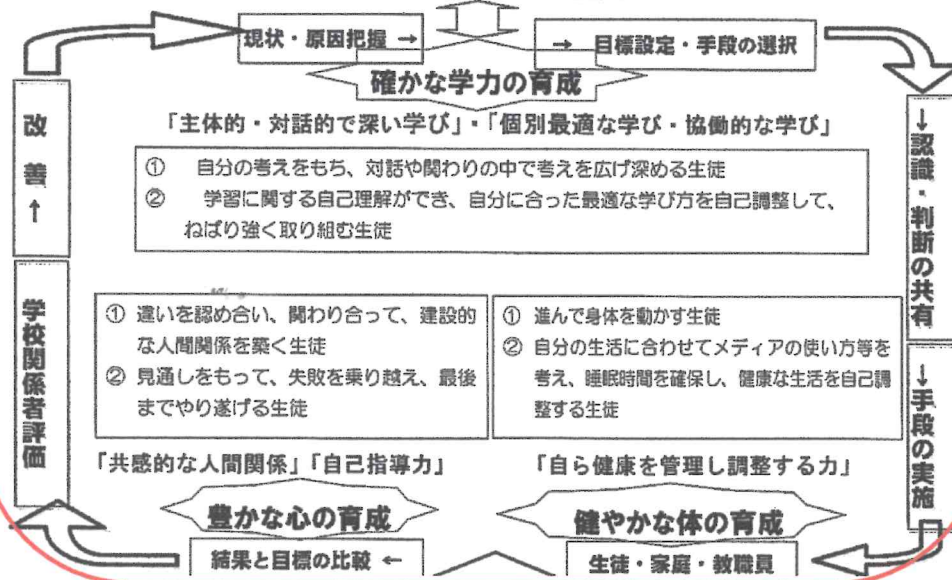 現状・原因把握 →
→ 目標設定・手段の選択
確かな学力の育成
「主体的・対話的で深い学び」・「個別最適な学び・協働的な学び」
① 自分の考えをもち、対話や関わりの中で考えを広げ深める生徒
② 学習に関する自己理解ができ、自分に合った最適な学び方を自己調整して、
ねばり強く取り組む生徒
改善↑
↓認識・判断の共有
学校関係者評価
↓手段の実施
① 違いを認め合い、関わり合って、建設的
な人間関係を築く生徒
② 見通しをもって、失敗を乗り越え、最後
までやり遂げる生徒
① 進んで身体を動かす生徒
② 自分の生活に合わせてメディアの使い方等を
考え、睡眠時間を確保し、健康な生活を自己調
整する生徒
「共感的な人間関係」「自己指導力」
「自ら健康を管理し調整する力」
豊かな心の育成
健やかな体の育成
結果と目標の比較 ←
生徒・家庭・教職員